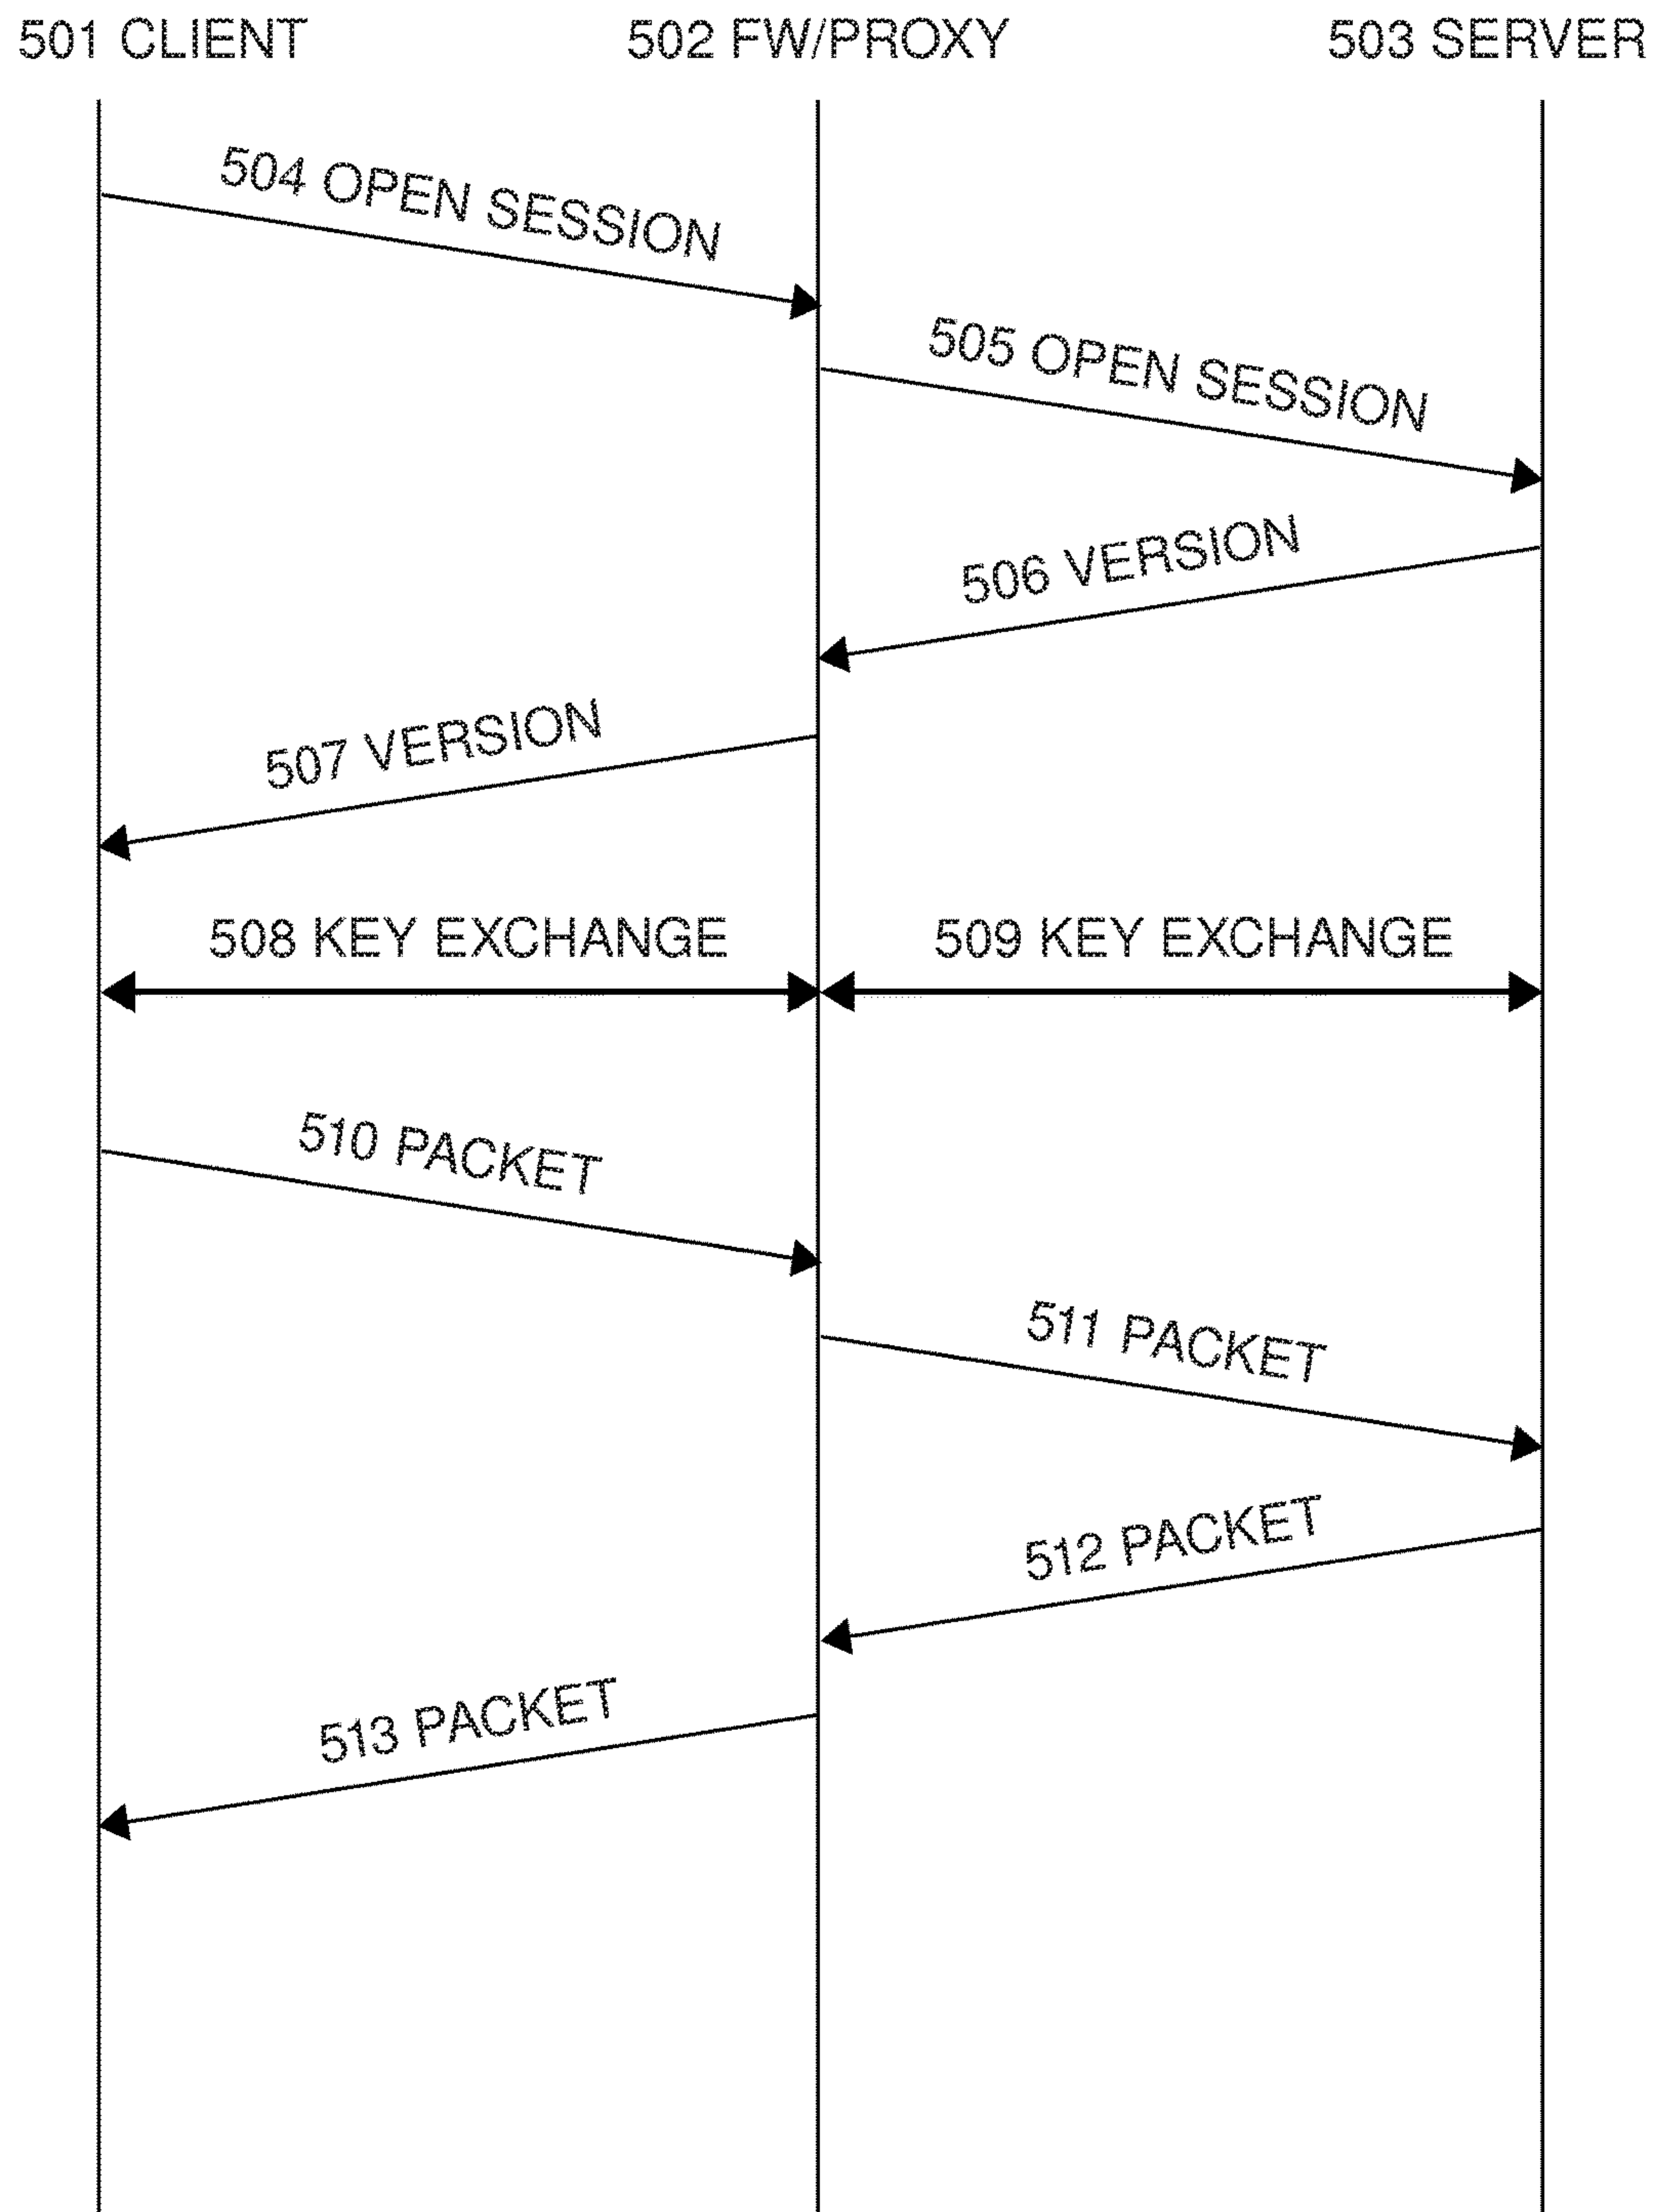 501 CLIENT
502 FW/PROXY
503 SERVER
504 OPEN SESSION
505 OPEN SESSION
506 VERSION
507 VERSION
508 KEY EXCHANGE
509 KEY EXCHANGE
510 PACKET
511 PACKET
512 PACKET
513 PACKET